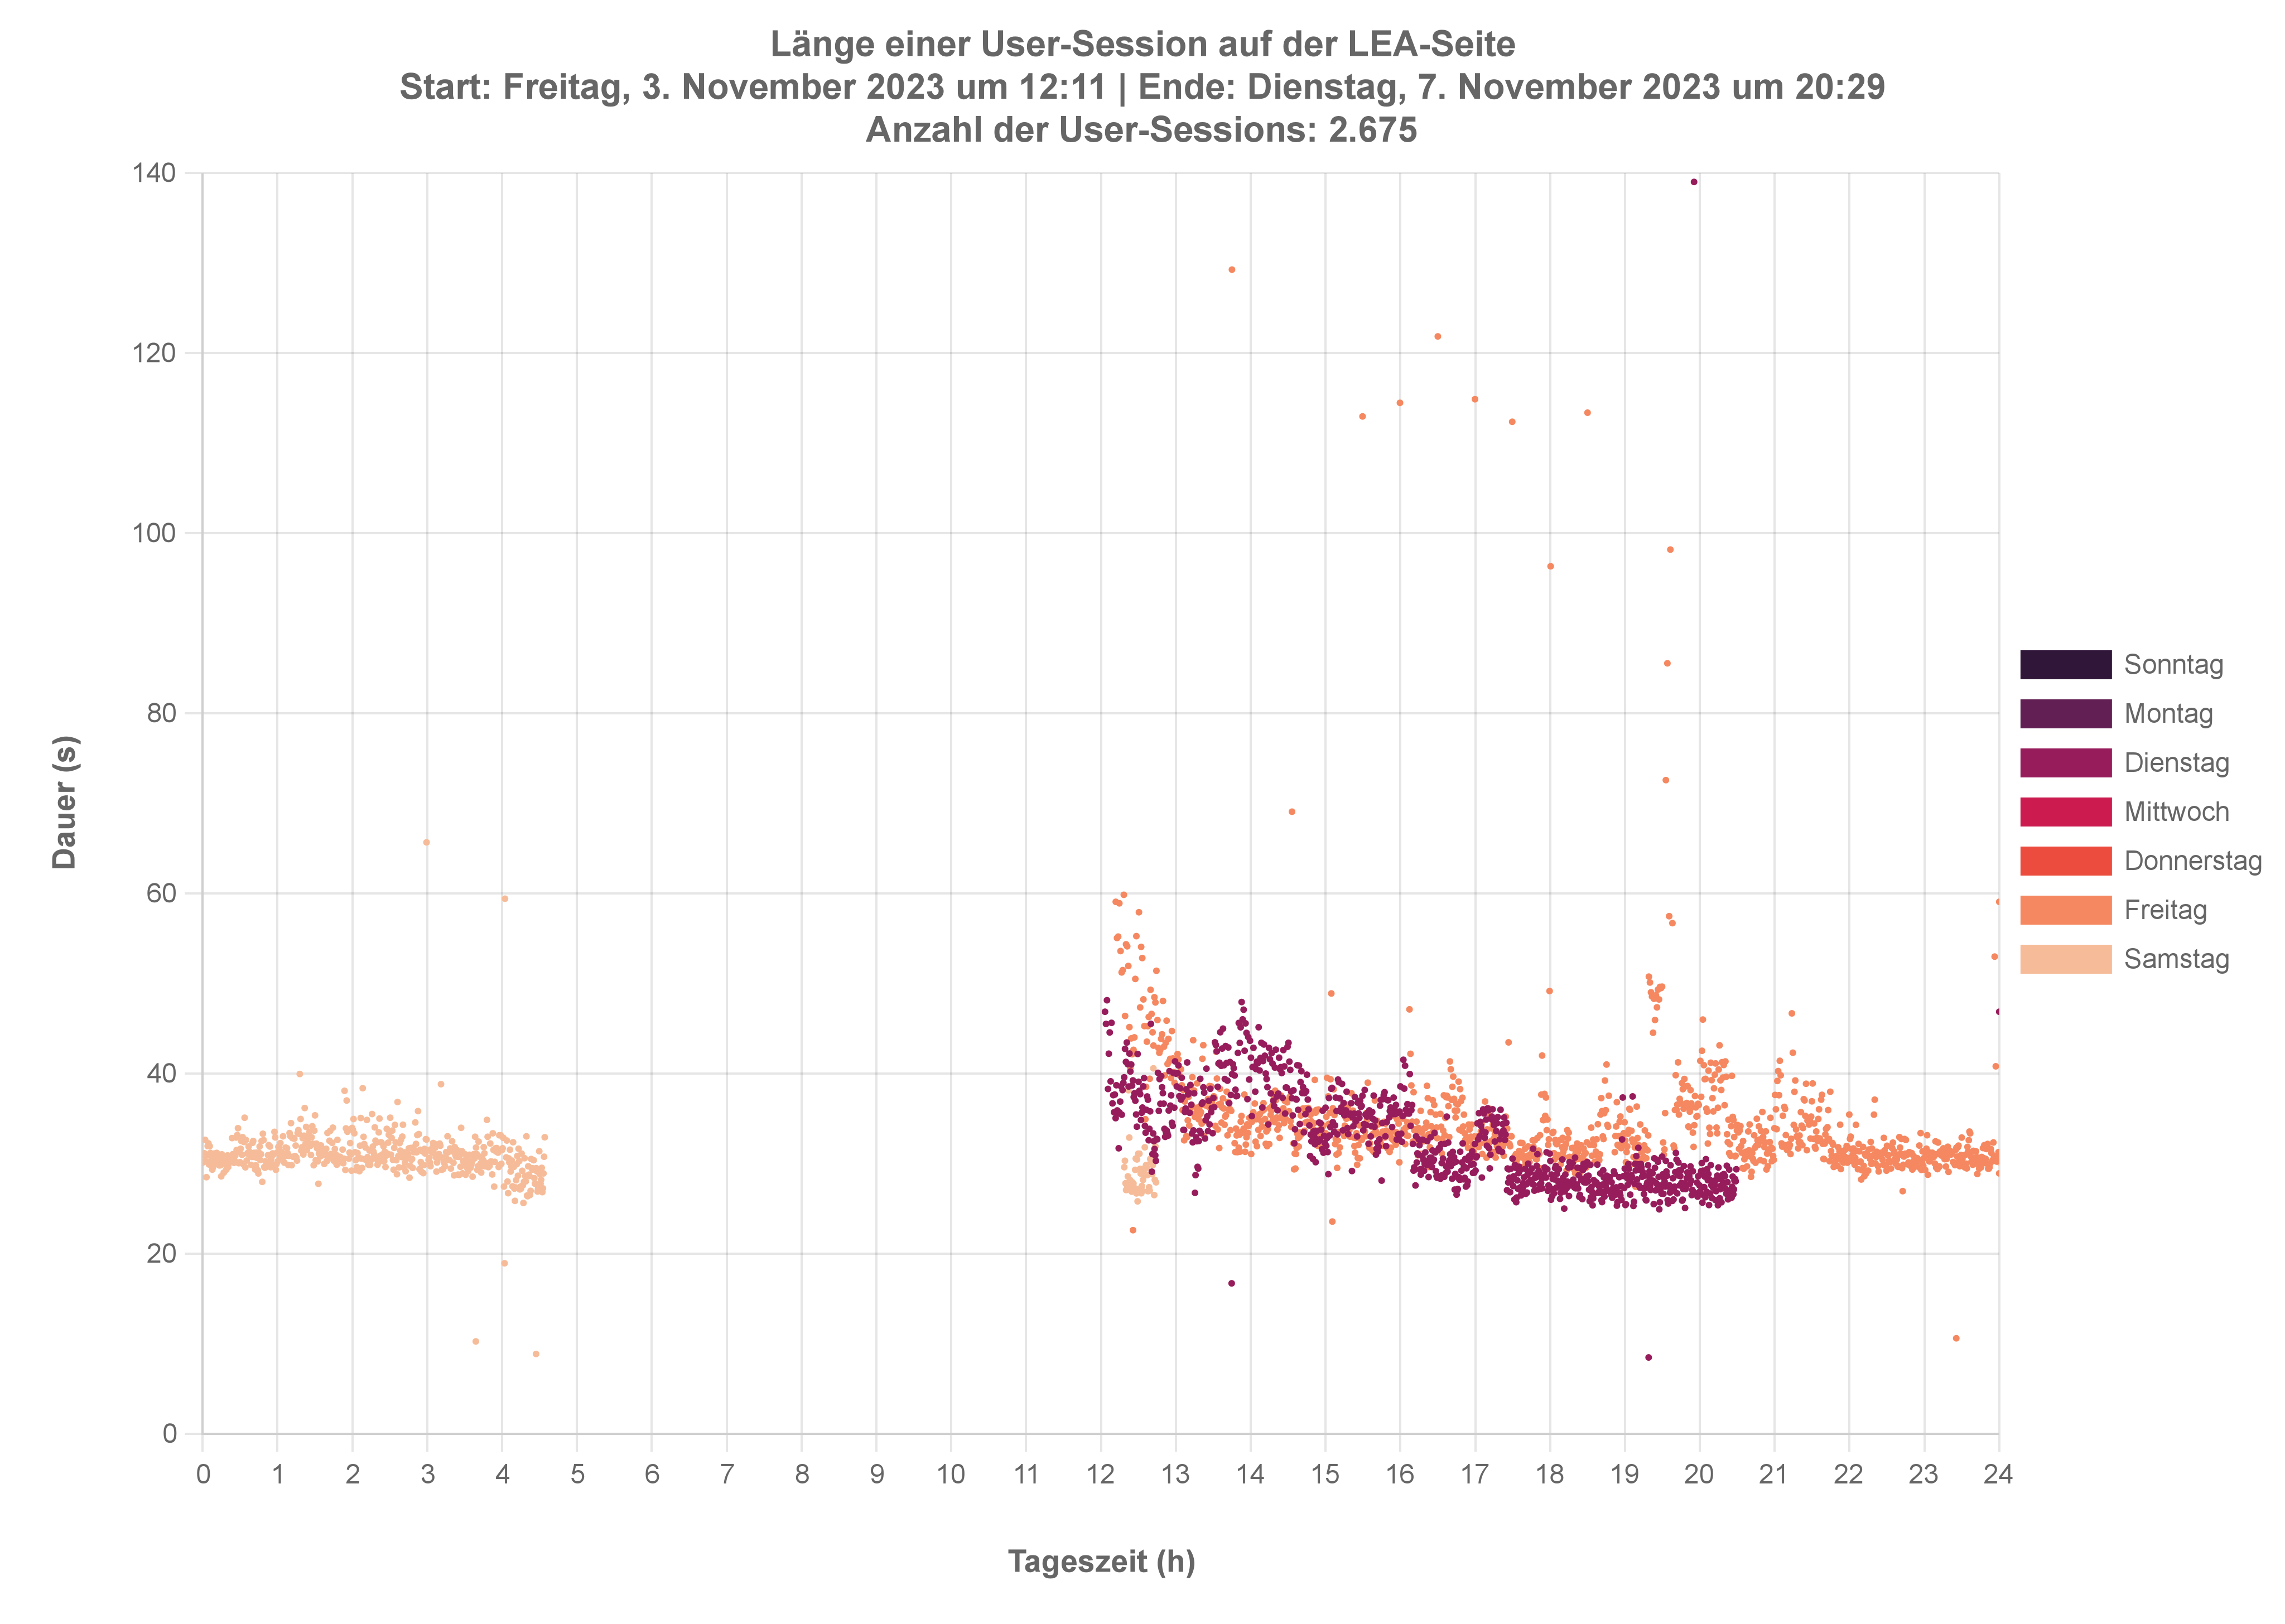 Länge einer User-Session auf der LEA-Seite
Start: Freitag, 3. November 2023 um 12:11 | Ende: Dienstag, 7. November 2023 um 20:29
Anzahl der User-Sessions: 2.675
140
120
100
80
60
40
20
0
Dauer (s)
0 1 2 3 4 5 6 7 8 9 10 11 12 13 14 15 16 17 18 19 20 21 22 23 24
Tageszeit (h)
Sonntag
Montag
Dienstag
Mittwoch
Donnerstag
Freitag
Samstag